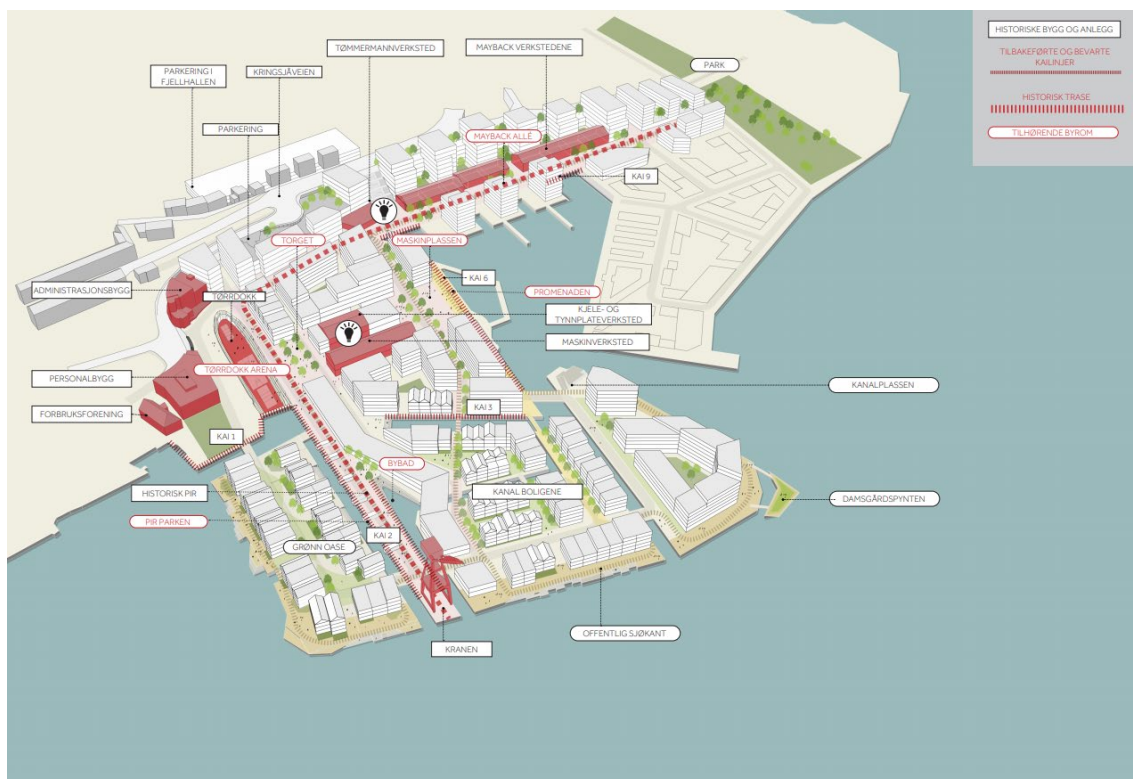 TØMMERMANNVERKSTED
MAYBACK VERKSTEDENE
HISTORISKE BYGG OG ANLEGG
TILBAKEFØRTE OG BEVARTE
KAILINJER
HISTORISK TRASE
TILHØRENDE BYROM
PARKERING I
FJELLHALLEN
KRINGSJÅVEIEN
PARK
PARKERING
MAYBACK ALLÉ
KAI 9
TORGET
MASKINPLASSEN
KAI 6
PROMENADEN
ADMINISTRASJONSBYGG
TØRRDOKK
KJELE- OG
TYNNPLATEVERKSTED
MASKINVERKSTED
TØRRDOKK ARENA
PERSONALBYGG
KANALPLASSEN
FORBRUKSFORENING
KAI 3
KAI 1
BYBAD
HISTORISK PIR
KANAL BOLIGENE
DAMSGÅRDSPYNTEN
PIR PARKEN
KAI 2
GRØNN OASE
OFFENTLIG SJØKANT
KRANEN